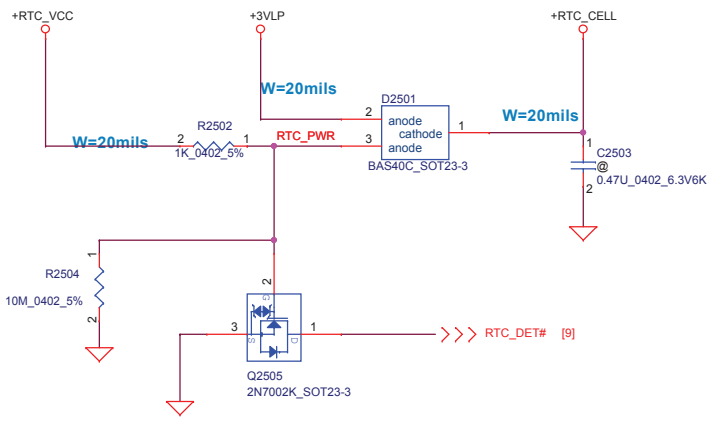 +RTC_VCC
+3VLP
+RTC_CELL
W=20mils
D2501
W=20mils
R2502
2
anode
1
cathode
W=20mils
2
1
RTC_PWR
3
anode
1K_0402_5%
BAS40C_SOT23-3
1
C2503
@
0.47U_0402_6.3V6K
2
1
R2504
10M_0402_5%
2
2
G
3
S
D
1
RTC_DET# [9]
Q2505
2N7002K_SOT23-3